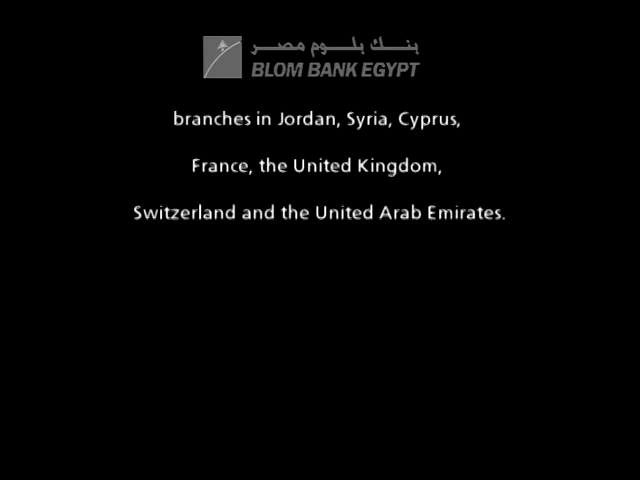 بنك بلوم مصر
BLOM BANK EGYPT
branches in Jordan, Syria, Cyprus,
France, the United Kingdom,
Switzerland and the United Arab Emirates.